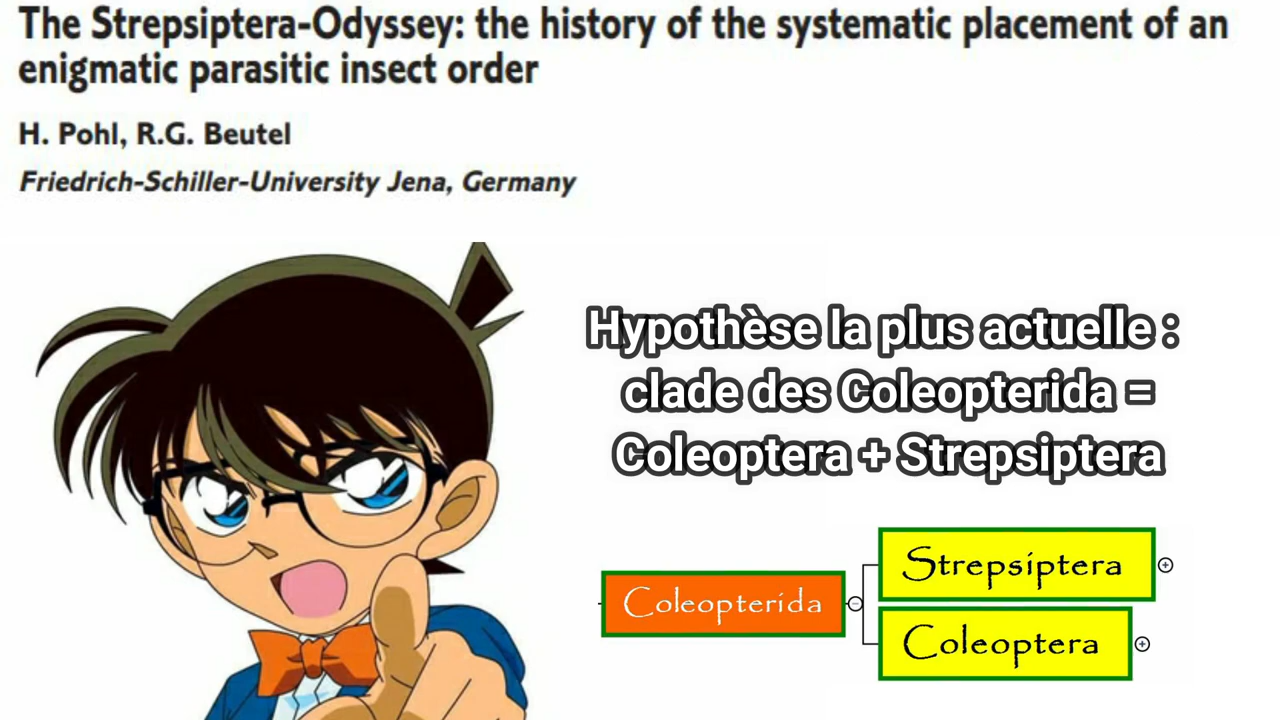 The Strepsiptera-Odyssey: the history of the systematic placement of an
enigmatic parasitic insect order
H. Pohl, R.G. Beutel
Friedrich-Schiller-University Jena, Germany
Hypothèse la plus actuelle :
clade des Coleopterida =
Coleoptera + Strepsiptera
Strepsiptera
Coleopterida
Coleoptera